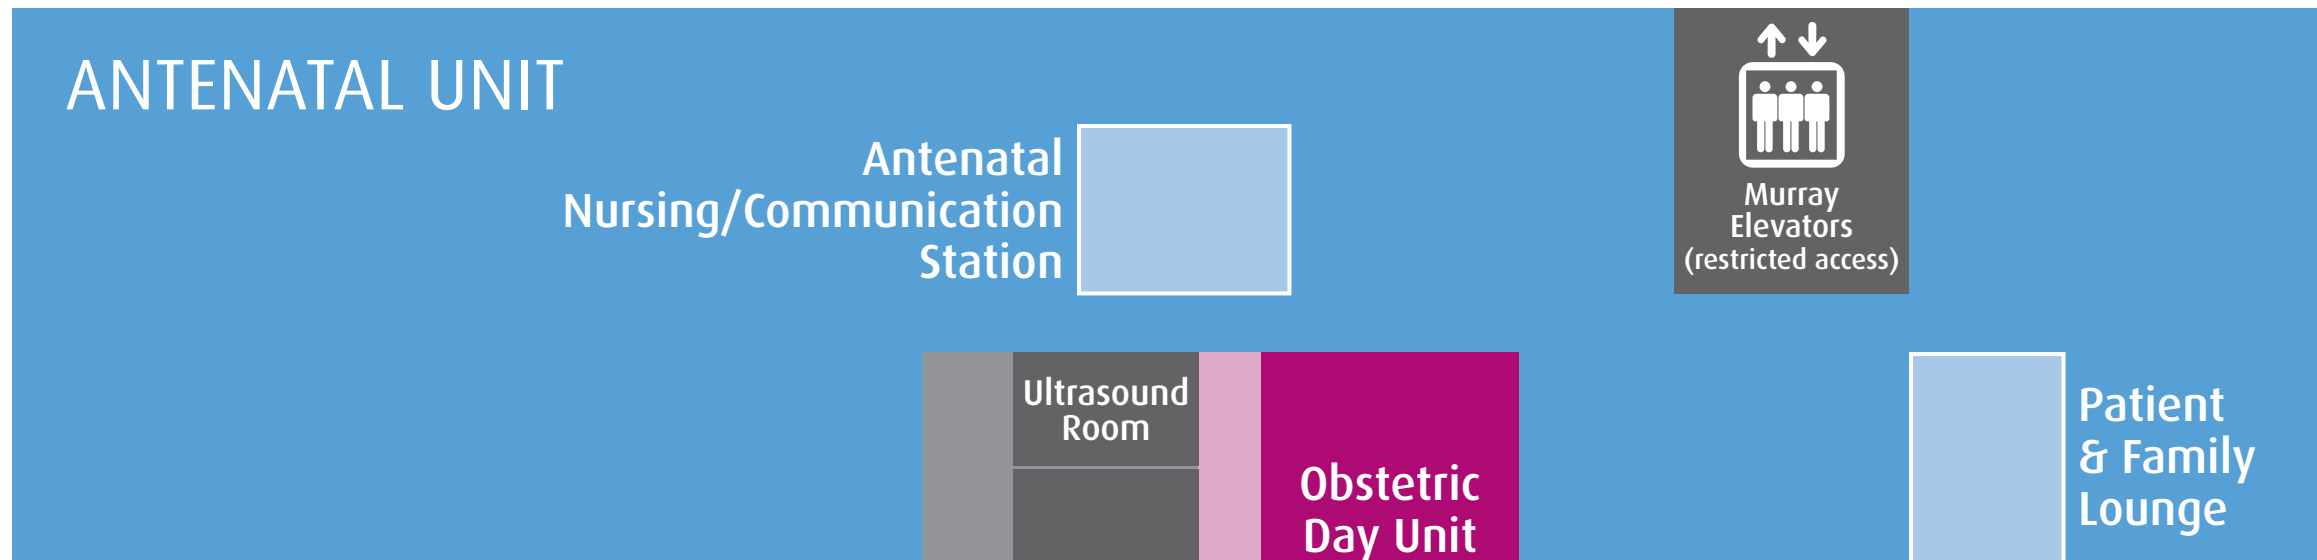 ANTENATAL UNIT
Antenatal
Nursing/Communication
Station
Murray
Elevators
(restricted access)
Ultrasound
Room
Obstetric
Day Unit
Patient
& Family
Lounge